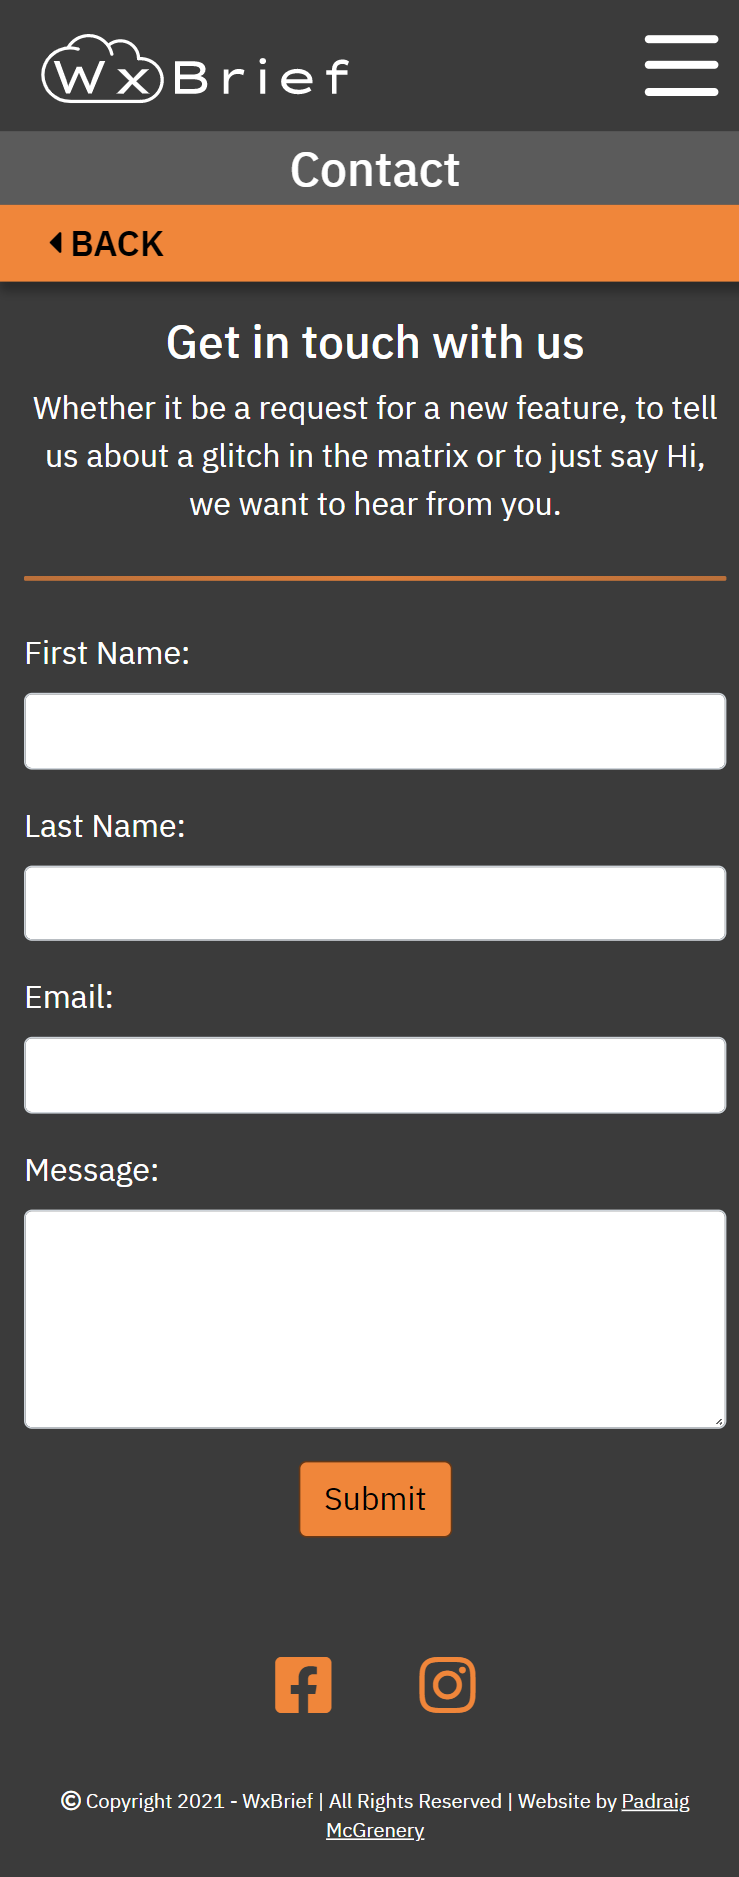 WxBrief
Contact
BACK
Get in touch with us
Whether it be a request for a new feature, to tell
us about a glitch in the matrix or to just say Hi,
we want to hear from you.
First Name:
Last Name:
Email:
Message:
Submit
© Copyright 2021 - WxBrief | All Rights Reserved | Website by Padraig
McGrenery